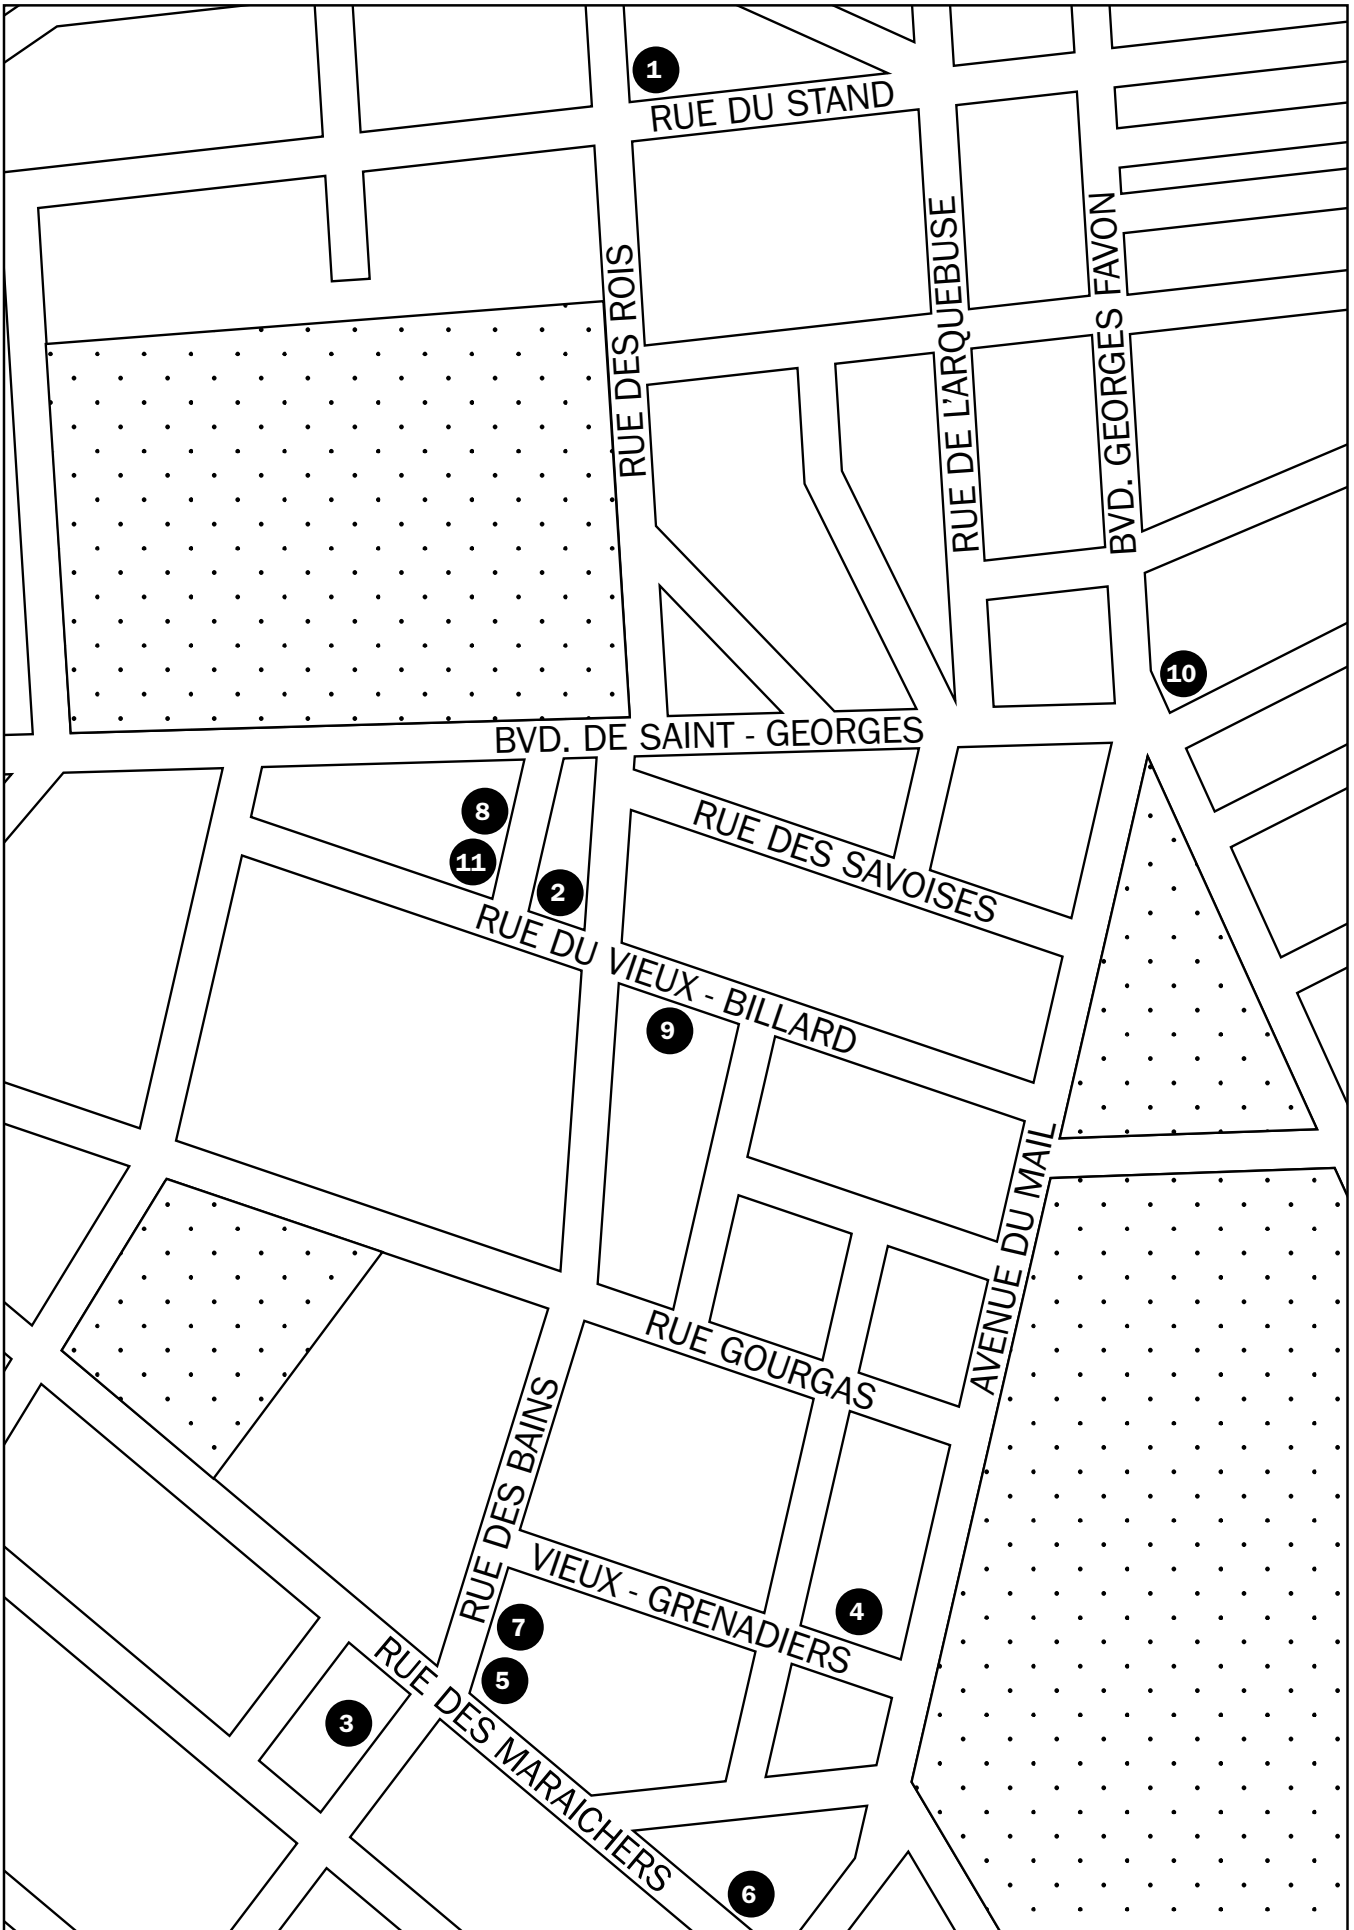 1
RUE DU STAND
RUE DES ROIS
RUE DE L'ARQUEBUSE
BVD. GEORGES FAVON
10
BVD. DE SAINT - GEORGES
8
11
2
RUE DES SAVOISES
RUE DU VIEUX - BILLARD
9
AVENUE DU MAIL
RUE GOURGAS
RUE DES BAINS
VIEUX - GRENADIERS
4
7
5
3
RUE DES MARAICHERS
6